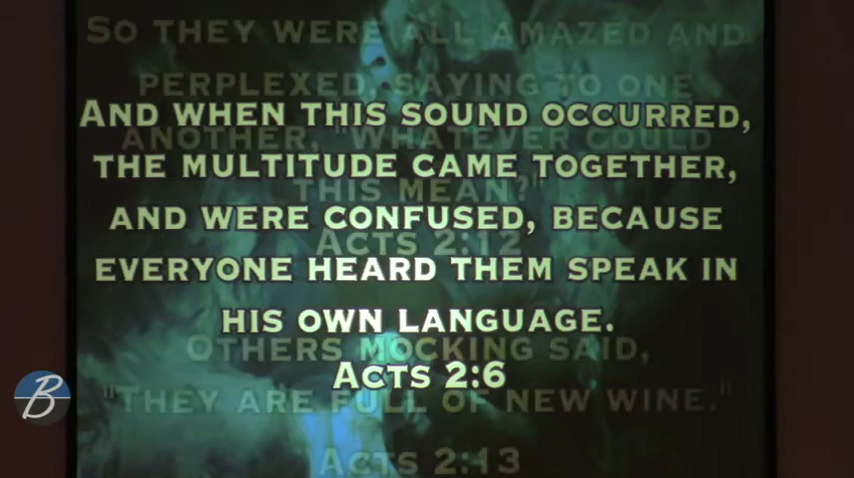 So they were all amazed and
perplexed, saying to one
another, "Whatever could
this mean?"
Acts 2:12
Others mocking said,
"They are full of new wine."
Acts 2:13
And when this sound occurred,
the multitude came together,
and were confused, because
everyone heard them speak in
his own language.
Acts 2:6
B